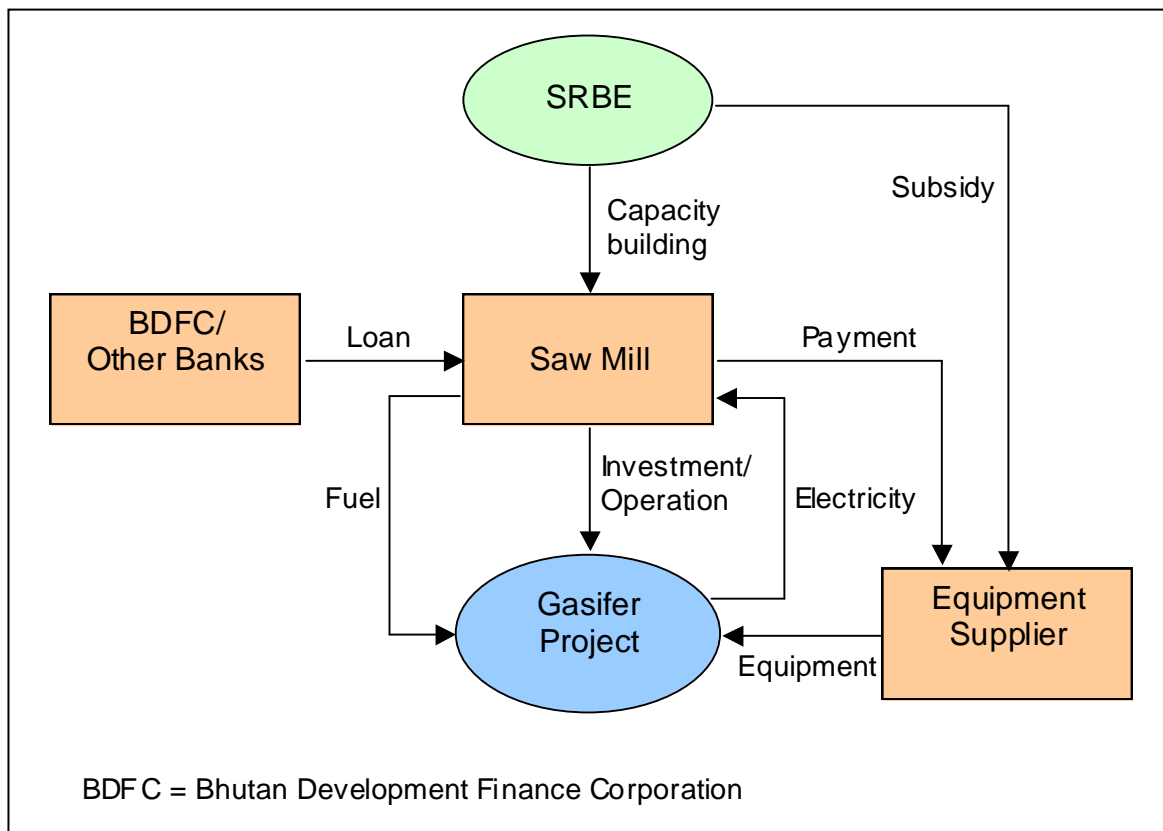 SRBE
Subsidy
Capacity
building
BDFC/
Other Banks
Loan
Saw Mill
Payment
Fuel
Investment/
Operation
Electricity
Gasifer
Project
Equipment
Supplier
Equipment
BDFC = Bhutan Development Finance Corporation